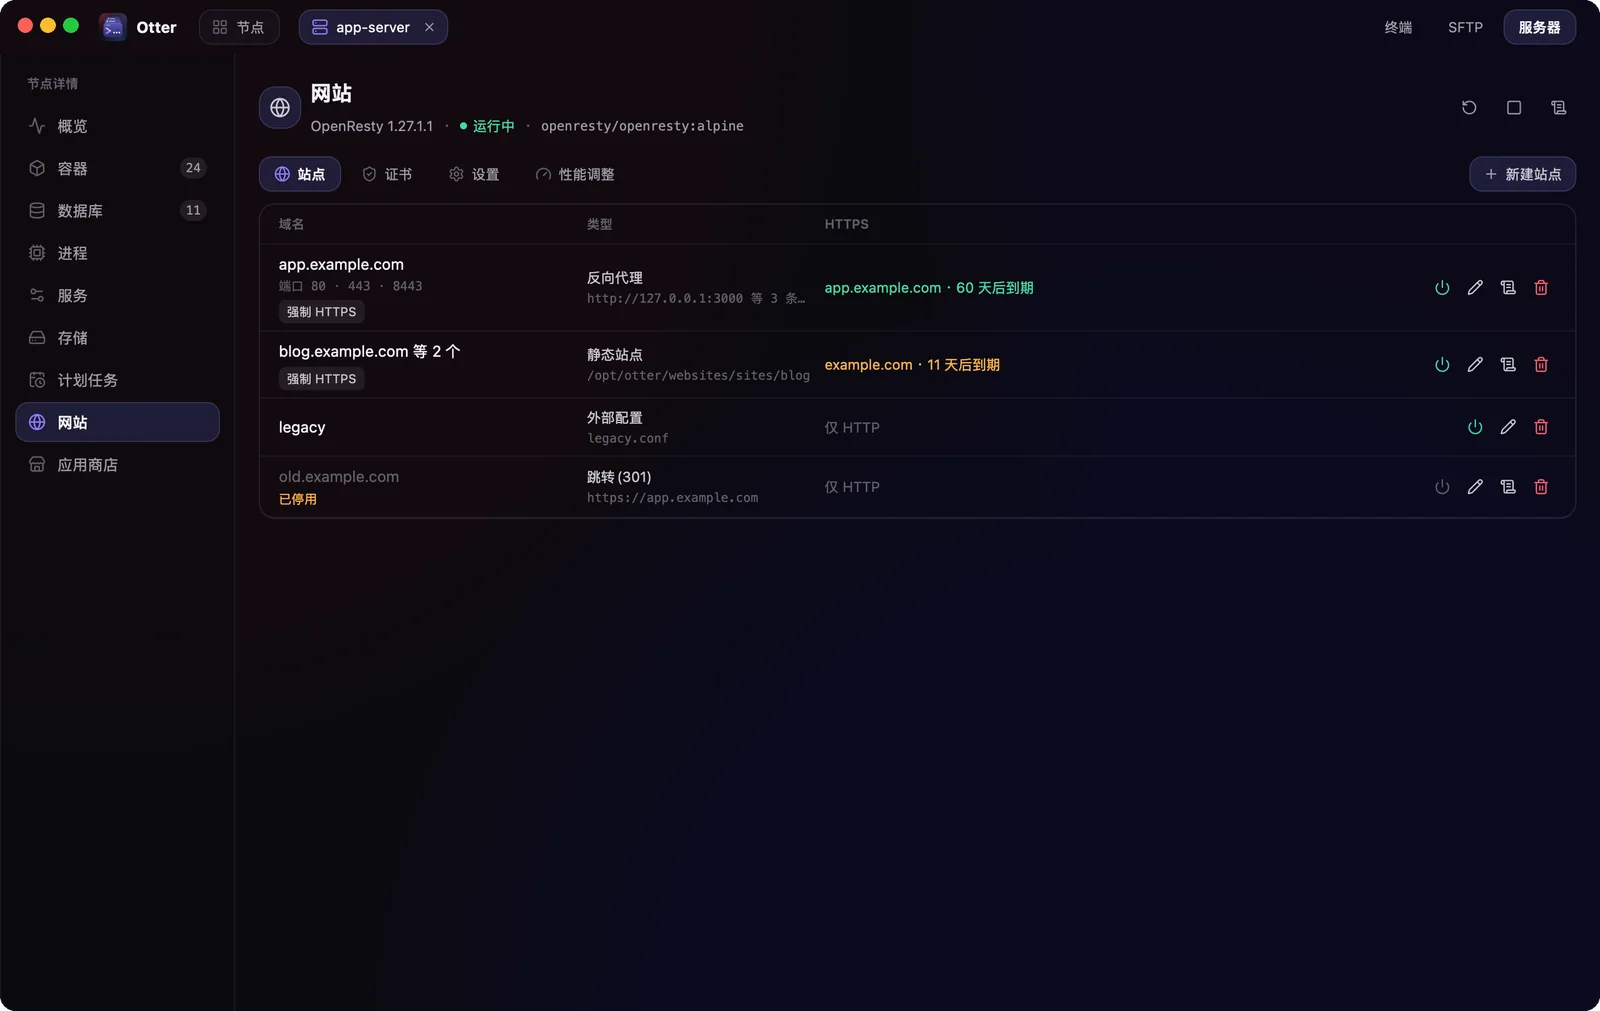 Otter
节点
app-server
终端
SFTP
服务器
节点详情
概览
容器
24
数据库
11
进程
服务
存储
计划任务
网站
应用商店
网站
OpenResty 1.27.1.1 · 运行中 · openresty/openresty:alpine
站点
证书
设置
性能调整
新建站点
域名
类型
HTTPS
app.example.com
端口 80 · 443 · 8443
强制 HTTPS
反向代理
http://127.0.0.1:3000 等 3 条…
app.example.com · 60 天后到期
blog.example.com 等 2 个
强制 HTTPS
静态站点
/opt/otter/websites/sites/blog
example.com · 11 天后到期
legacy
外部配置
legacy.conf
仅 HTTP
old.example.com
已停用
跳转 (301)
https://app.example.com
仅 HTTP